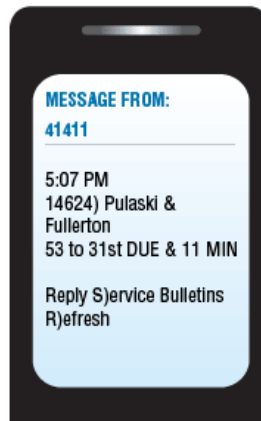 MESSAGE FROM:
41411
5:07 PM
14624) Pulaski &
Fullerton
53 to 31st DUE & 11 MIN
Reply S)ervice Bulletins
R)efresh